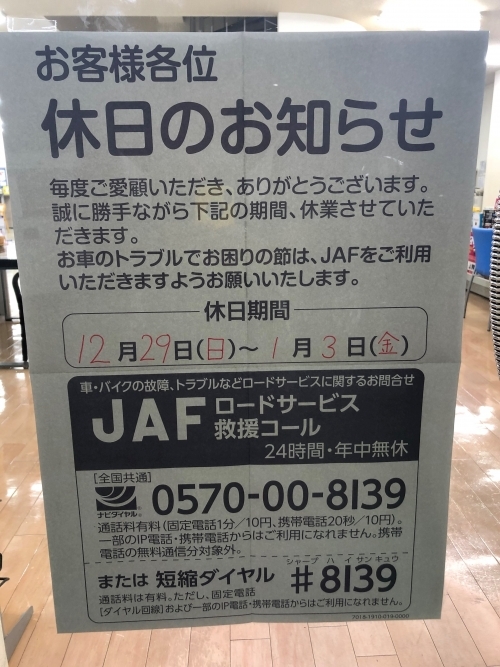 お客様各位
休日のお知らせ
毎度ご愛顧いただき、ありがとうございます。
誠に勝手ながら下記の期間、休業させていた
だきます。
お車のトラブルでお困りの節は、JAFをご利用
いただきますようお願いいたします。
休日期間
12月29日(日)～1月3日(金)
車・バイクの故障、トラブルなどロードサービスに関するお問合せ
JAF ロードサービス
救援コール
24時間・年中無休
[全国共通]
ナビダイヤル® 0570-00-8139
通話料有料(固定電話1分/10円、携帯電話20秒/10円)。
一部のIP電話・携帯電話からはご利用になれません。携帯
電話の無料通信分対象外。
シャープ ハイサンキュウ
または 短縮ダイヤル #8139
通話料は有料。ただし、固定電話
[ダイヤル回線]および一部のIP電話・携帯電話からはご利用になれません。